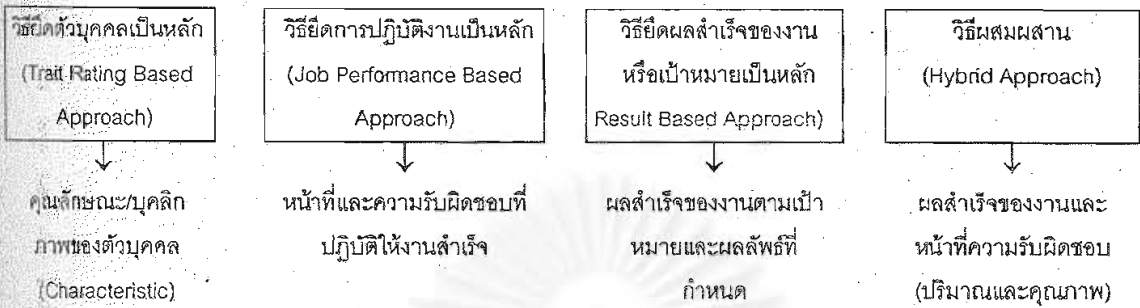 วิธียึดตัวบุคคลเป็นหลัก
(Trait Rating Based
Approach)
คุณลักษณะ/บุคลิก
ภาพของตัวบุคคล
(Characteristic)
วิธียึดการปฏิบัติงานเป็นหลัก
(Job Performance Based
Approach)
หน้าที่และความรับผิดชอบที่
ปฏิบัติให้งานสำเร็จ
วิธียึดผลสำเร็จของงาน
หรือเป้าหมายเป็นหลัก
Result Based Approach)
ผลสำเร็จของงานตามเป้า
หมายและผลลัพธ์ที่
กำหนด
วิธีผสมผสาน
(Hybrid Approach)
ผลสำเร็จของงานและ
หน้าที่ความรับผิดชอบ
(ปริมาณและคุณภาพ)